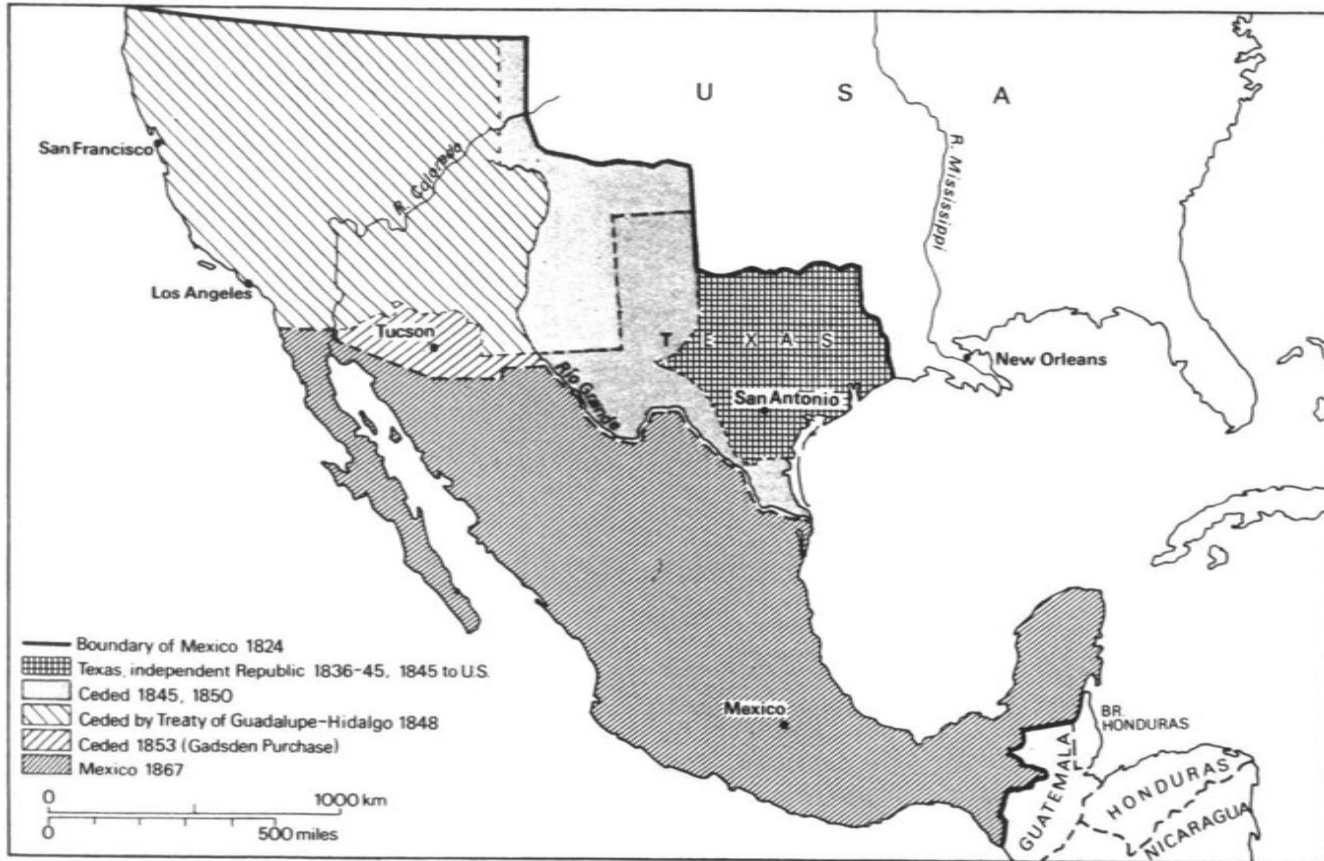 U S A
San Francisco
R. Colorado
R. Mississippi
Los Angeles
Tucson
TEXAS
New Orleans
Río Grande
San Antonio
Boundary of Mexico 1824
Texas, independent Republic 1836-45, 1845 to U.S.
Ceded 1845, 1850
Ceded by Treaty of Guadalupe-Hidalgo 1848
Ceded 1853 (Gadsden Purchase)
Mexico 1867
Mexico
BR.
HONDURAS
GUATEMALA
HONDURAS
NICARAGUA
0 1000 km
0 500 miles